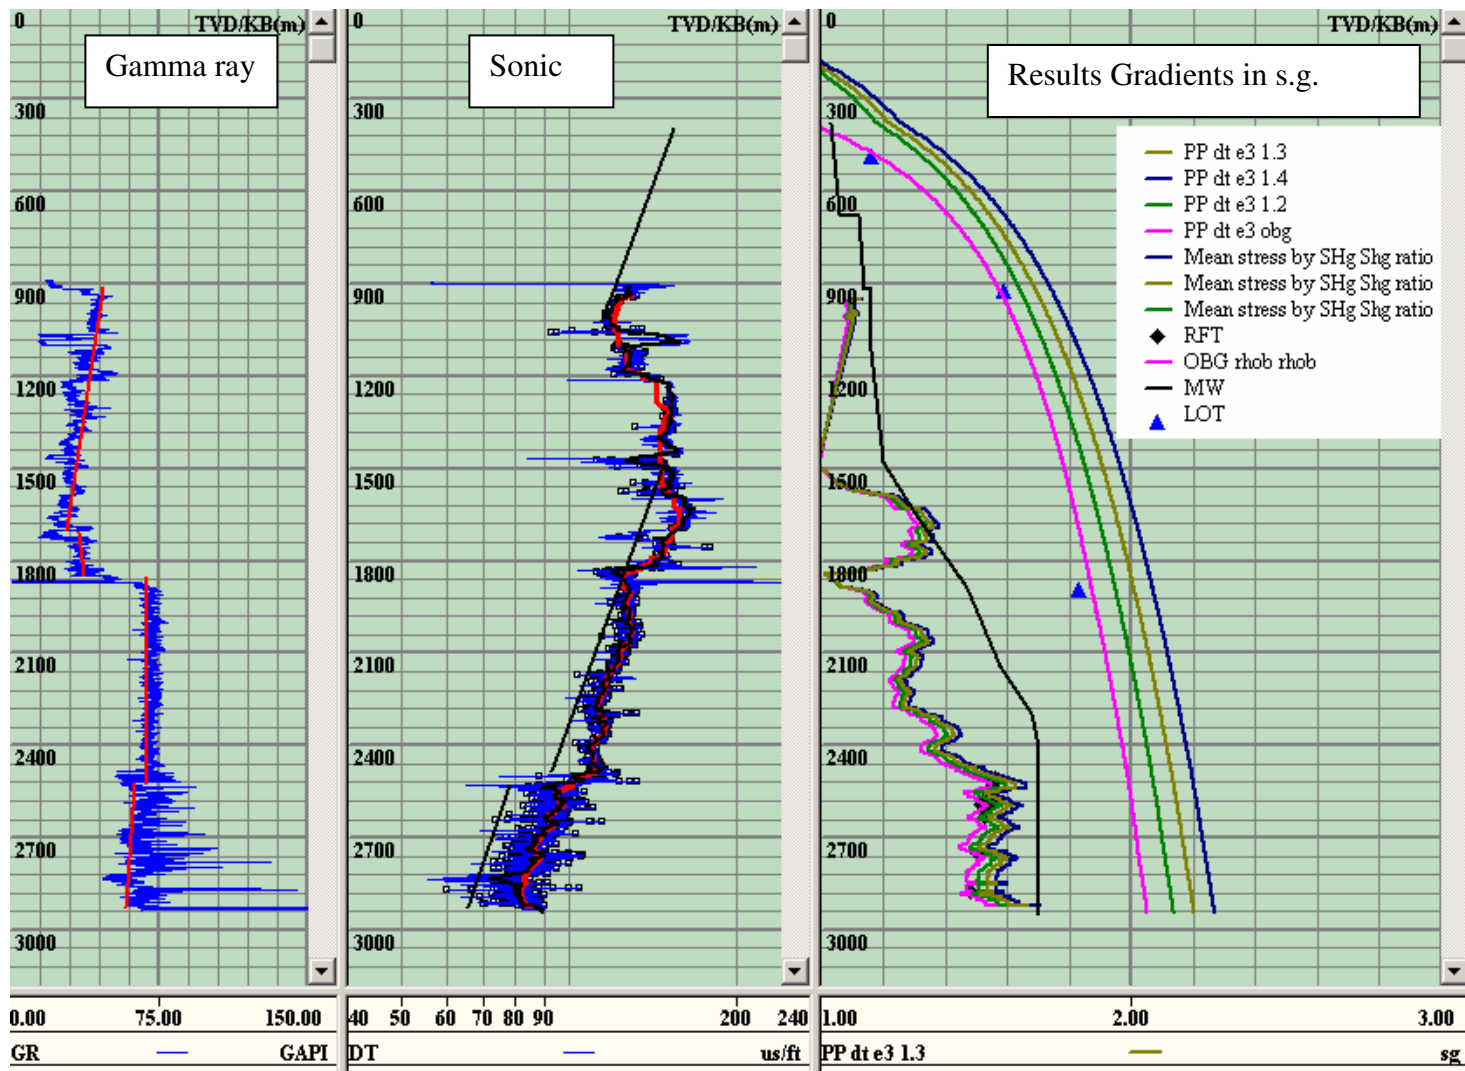 0 TVD/KB(m)
Gamma ray
300
600
900
1200
1500
1800
2100
2400
2700
3000
0.00 75.00 150.00
GR GAPI
0 TVD/KB(m)
Sonic
300
600
900
1200
1500
1800
2100
2400
2700
3000
40 50 60 70 80 90 200 240
DT us/ft
0 TVD/KB(m)
Results Gradients in s.g.
300
600
900
1200
1500
1800
2100
2400
2700
3000
PP dt e3 1.3
PP dt e3 1.4
PP dt e3 1.2
PP dt e3 obg
Mean stress by SHg Shg ratio
Mean stress by SHg Shg ratio
Mean stress by SHg Shg ratio
RFT
OBG rhob rhob
MW
LOT
1.00 2.00 3.00
PP dt e3 1.3 sg